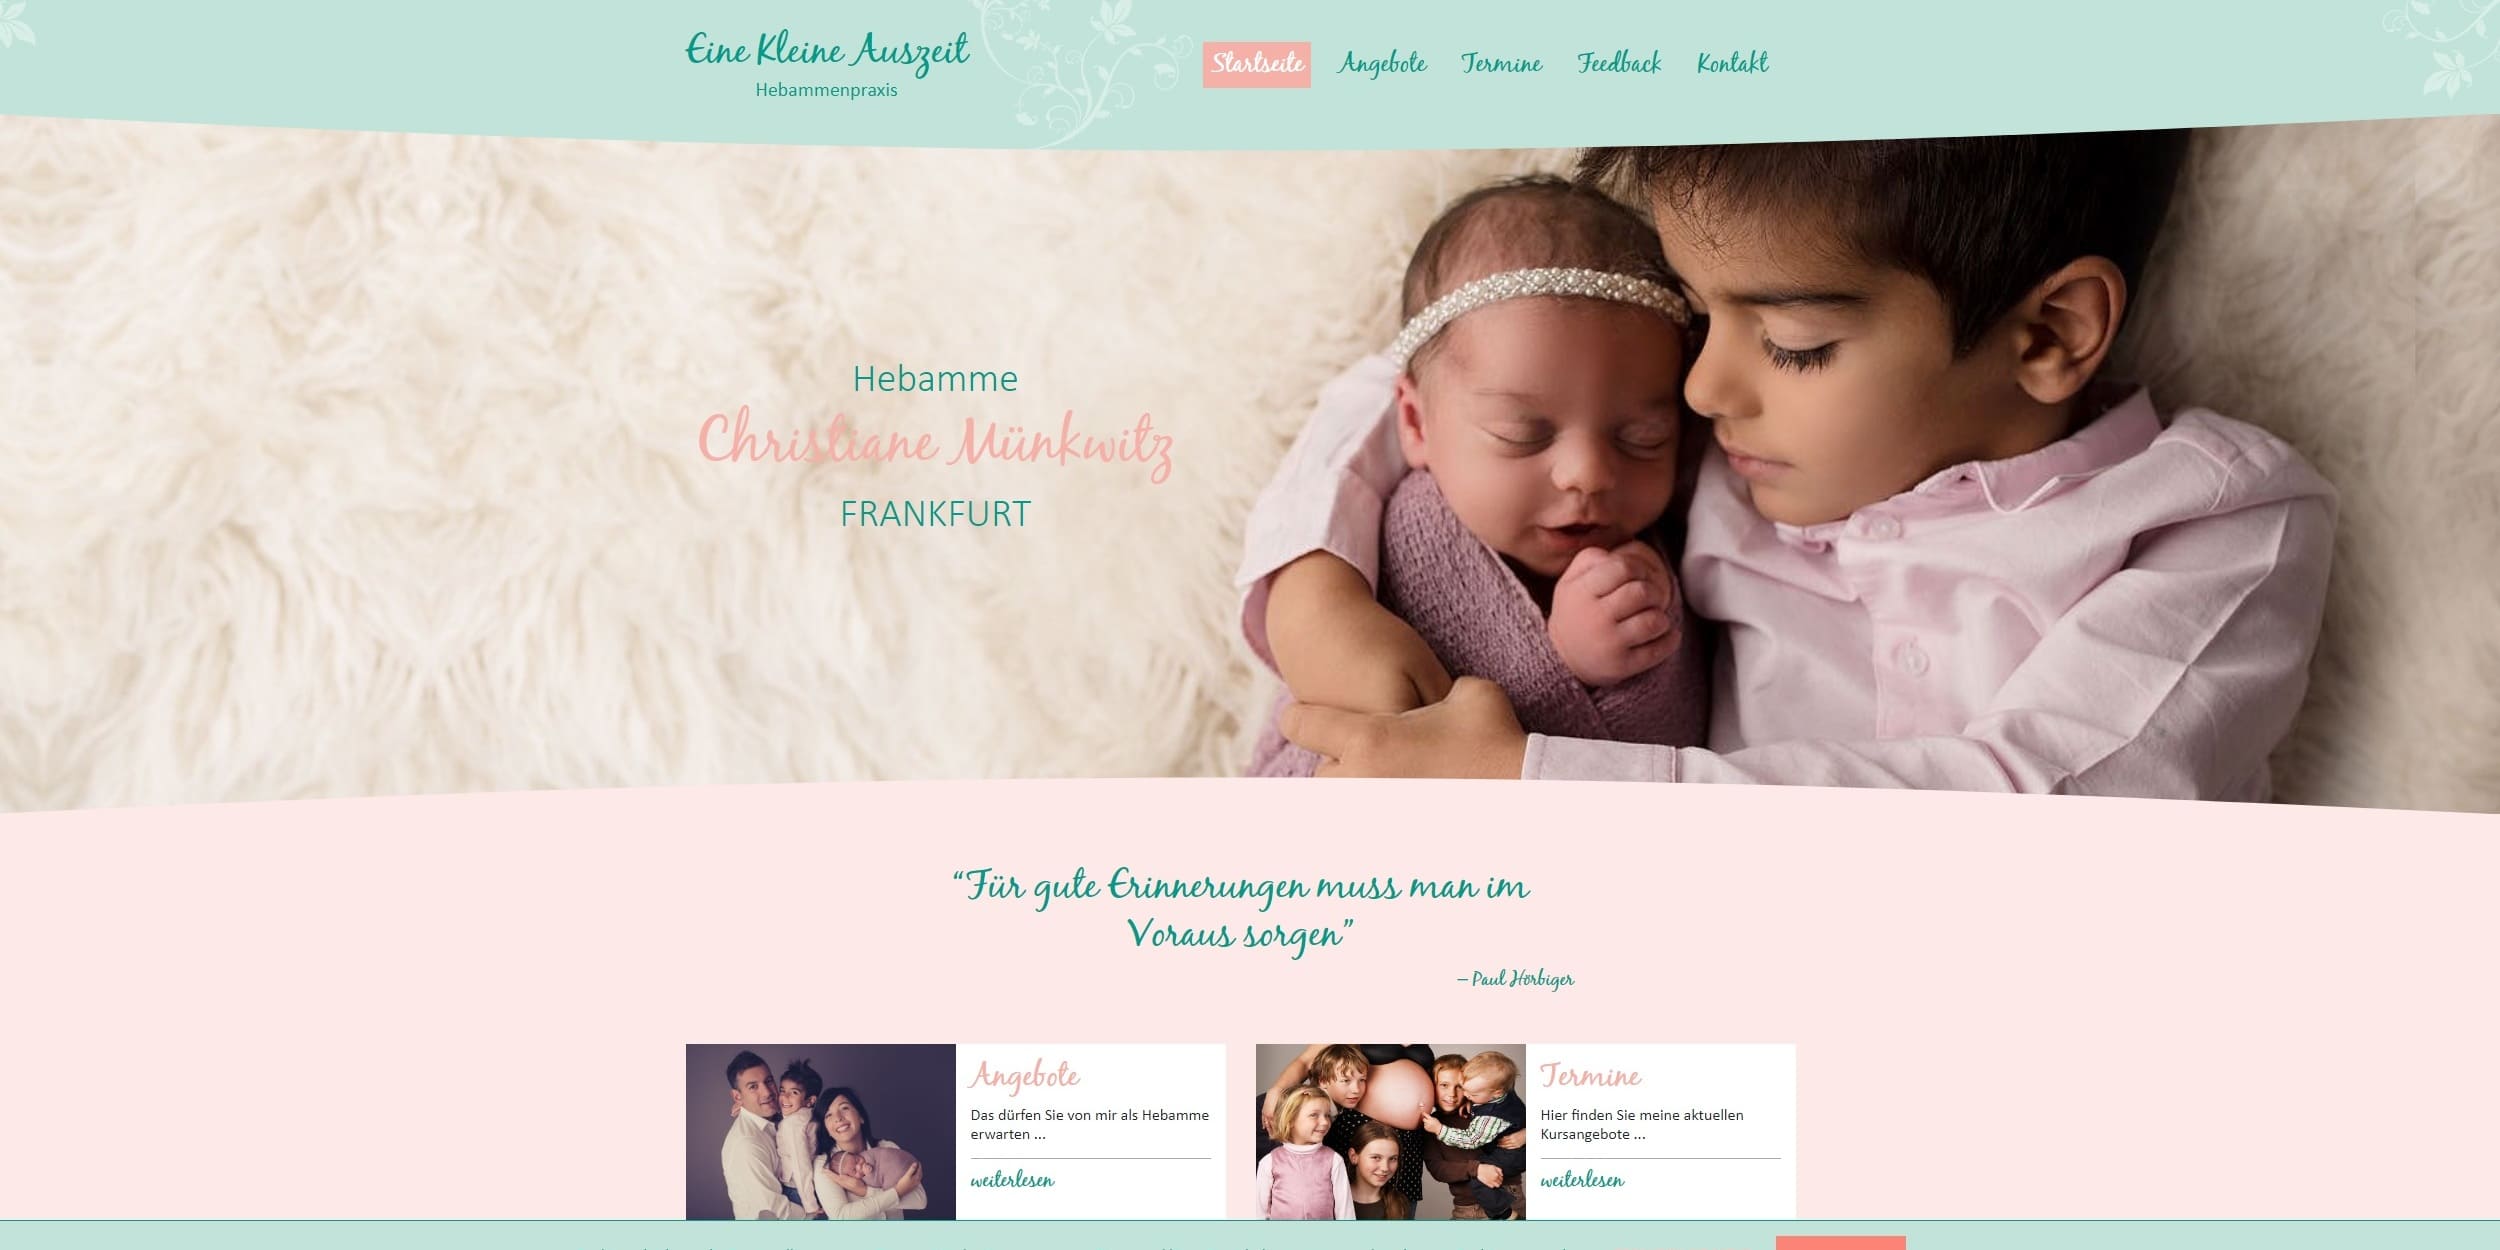 Eine Kleine Auszeit
Hebammenpraxis
Startseite Angebote Termine Feedback Kontakt
Hebamme
Christiane Münkwitz
FRANKFURT
“Für gute Erinnerungen muss man im
Voraus sorgen”
– Paul Hörbiger
Angebote
Das dürfen Sie von mir als Hebamme
erwarten ...
weiterlesen
Termine
Hier finden Sie meine aktuellen
Kursangebote ...
weiterlesen